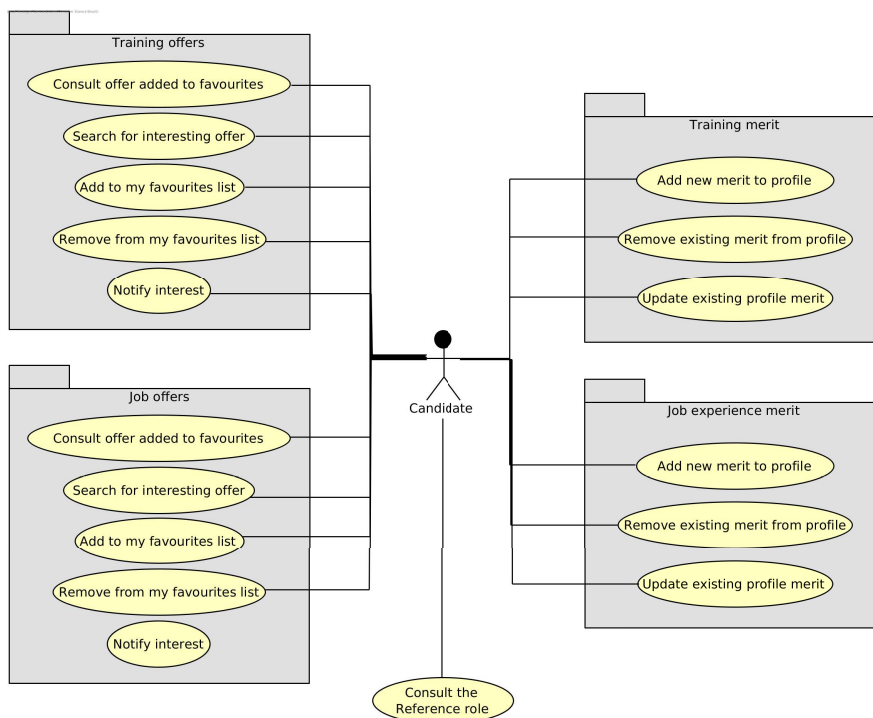 Training offers
Consult offer added to favourites
Search for interesting offer
Add to my favourites list
Remove from my favourites list
Notify interest
Job offers
Consult offer added to favourites
Search for interesting offer
Add to my favourites list
Remove from my favourites list
Notify interest
Candidate
Consult the
Reference role
Training merit
Add new merit to profile
Remove existing merit from profile
Update existing profile merit
Job experience merit
Add new merit to profile
Remove existing merit from profile
Update existing profile merit